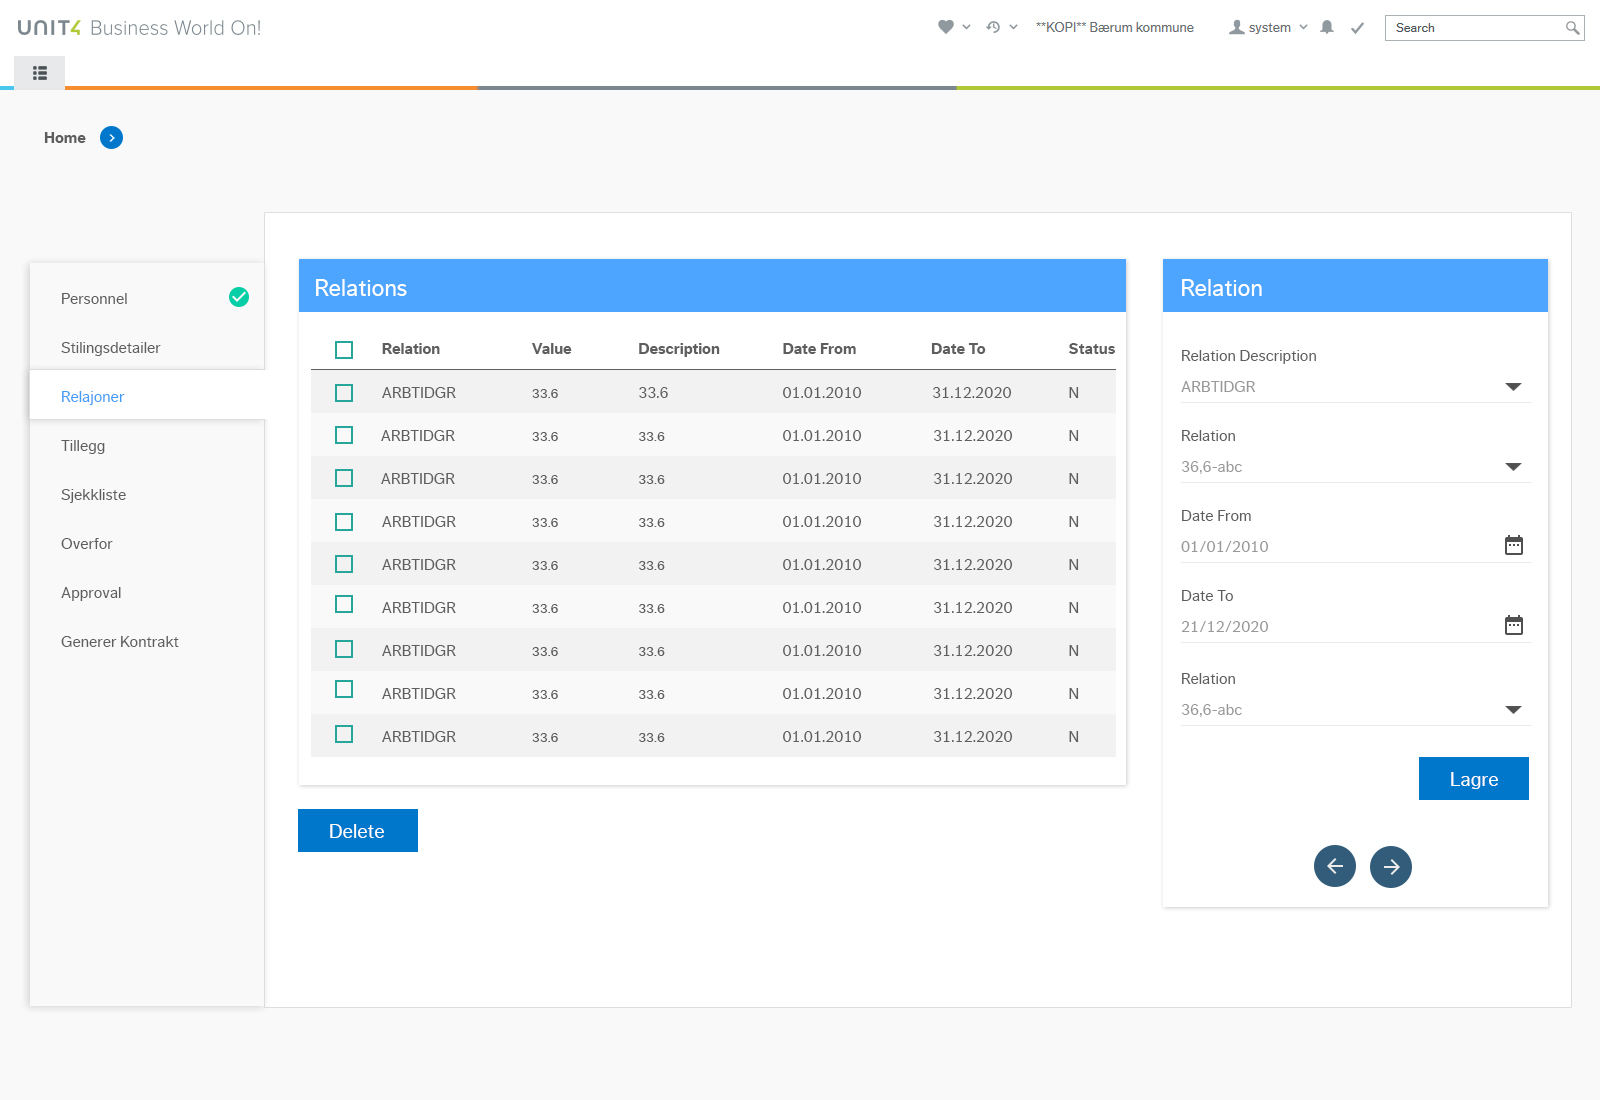 UNIT4 Business World On!
**KOPI** Bærum kommune
system
Search
Home
Personnel
Stilingsdetailer
Relajoner
Tillegg
Sjekkliste
Overfor
Approval
Generer Kontrakt
Relations
Relation Value Description Date From Date To Status
ARBTIDGR 33.6 33.6 01.01.2010 31.12.2020 N
ARBTIDGR 33.6 33.6 01.01.2010 31.12.2020 N
ARBTIDGR 33.6 33.6 01.01.2010 31.12.2020 N
ARBTIDGR 33.6 33.6 01.01.2010 31.12.2020 N
ARBTIDGR 33.6 33.6 01.01.2010 31.12.2020 N
ARBTIDGR 33.6 33.6 01.01.2010 31.12.2020 N
ARBTIDGR 33.6 33.6 01.01.2010 31.12.2020 N
ARBTIDGR 33.6 33.6 01.01.2010 31.12.2020 N
ARBTIDGR 33.6 33.6 01.01.2010 31.12.2020 N
Delete
Relation
Relation Description
ARBTIDGR
Relation
36,6-abc
Date From
01/01/2010
Date To
21/12/2020
Relation
36,6-abc
Lagre